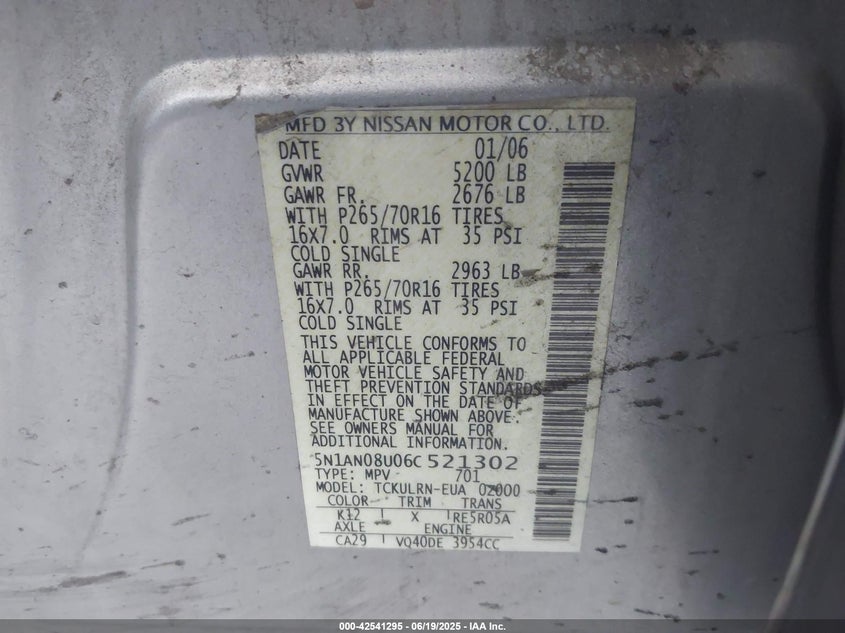 MFD BY NISSAN MOTOR CO., LTD.
DATE 01/06
GVWR 5200 LB
GAWR FR. 2676 LB
WITH P265/70R16 TIRES
16X7.0 RIMS AT 35 PSI
COLD SINGLE
GAWR RR. 2963 LB
WITH P265/70R16 TIRES
16X7.0 RIMS AT 35 PSI
COLD SINGLE
THIS VEHICLE CONFORMS TO
ALL APPLICABLE FEDERAL
MOTOR VEHICLE SAFETY AND
THEFT PREVENTION STANDARDS
IN EFFECT ON THE DATE OF
MANUFACTURE SHOWN ABOVE.
SEE OWNERS MANUAL FOR
ADDITIONAL INFORMATION.
5N1AN08U06C521302
TYPE: MPV 701
MODEL: TCKULRN-EUA 02000
COLOR TRIM TRANS
K12 X RE5R05A
AXLE ENGINE
CA29 VQ40DE 3954CC
000-42541295 - 06/19/2025 - IAA Inc.